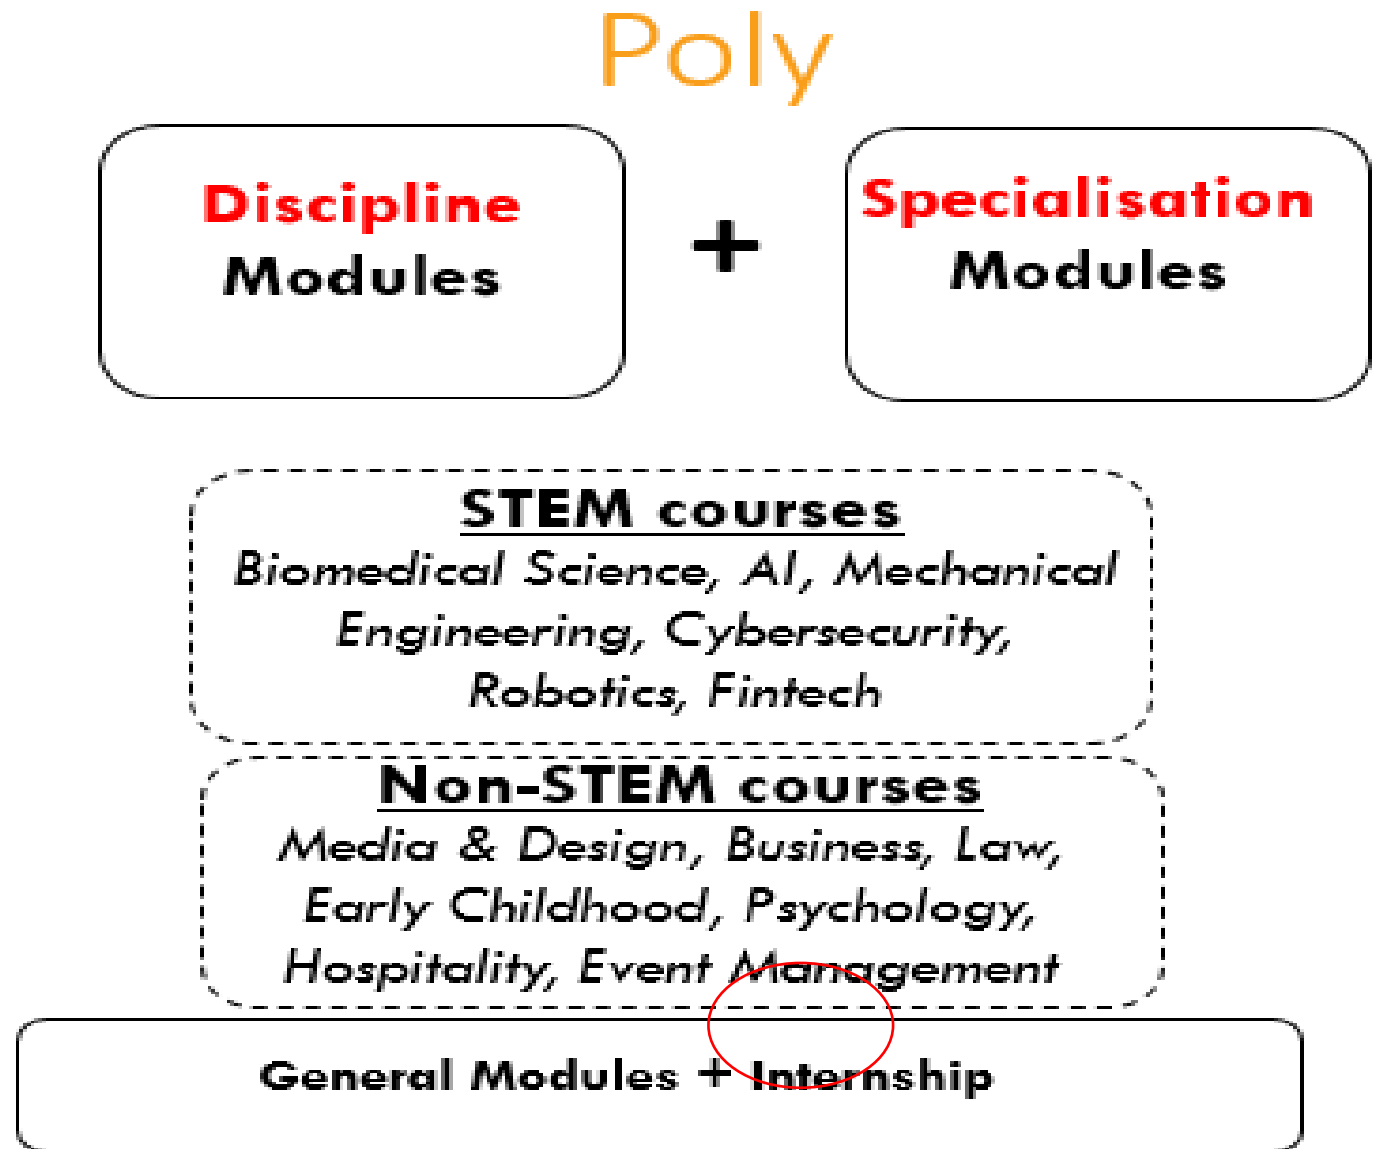 Poly
Discipline
Modules
+
Specialisation
Modules
STEM courses
Biomedical Science, AI, Mechanical
Engineering, Cybersecurity,
Robotics, Fintech
Non-STEM courses
Media & Design, Business, Law,
Early Childhood, Psychology,
Hospitality, Event Management
General Modules + Internship